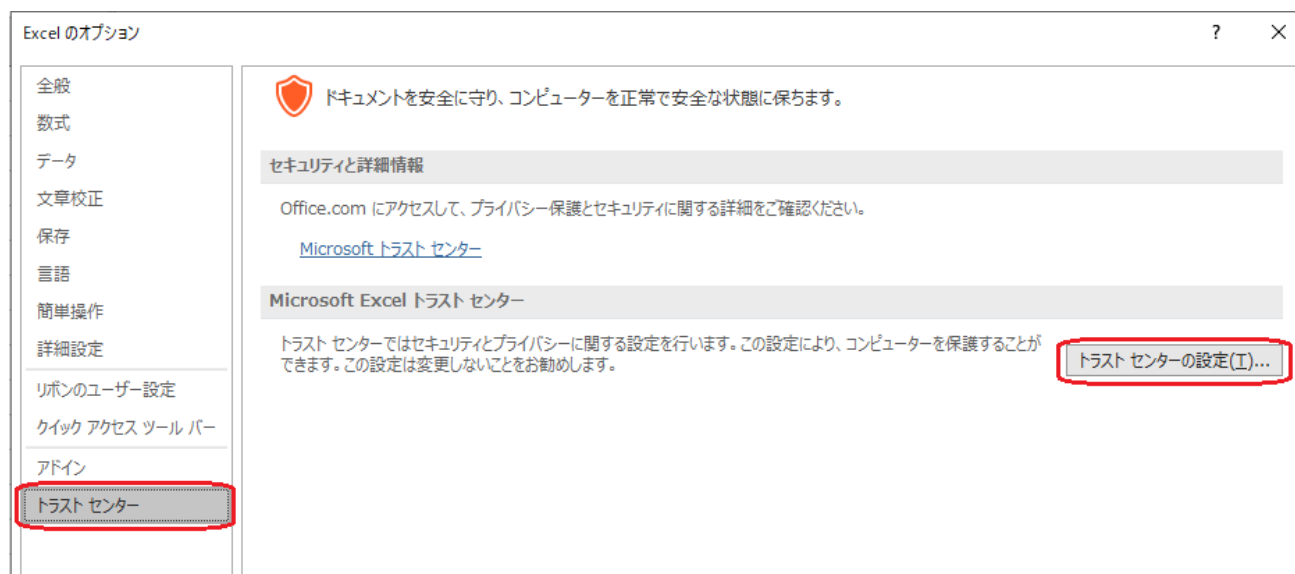 Excel のオプション
?
×
全般
数式
データ
文章校正
保存
言語
簡単操作
詳細設定
リボンのユーザー設定
クイック アクセス ツール バー
アドイン
トラスト センター
ドキュメントを安全に守り、コンピューターを正常で安全な状態に保ちます。
セキュリティと詳細情報
Office.com にアクセスして、プライバシー保護とセキュリティに関する詳細をご確認ください。
Microsoft トラスト センター
Microsoft Excel トラスト センター
トラスト センターではセキュリティとプライバシーに関する設定を行います。この設定により、コンピューターを保護することが
できます。この設定は変更しないことをお勧めします。
トラスト センターの設定(T)...